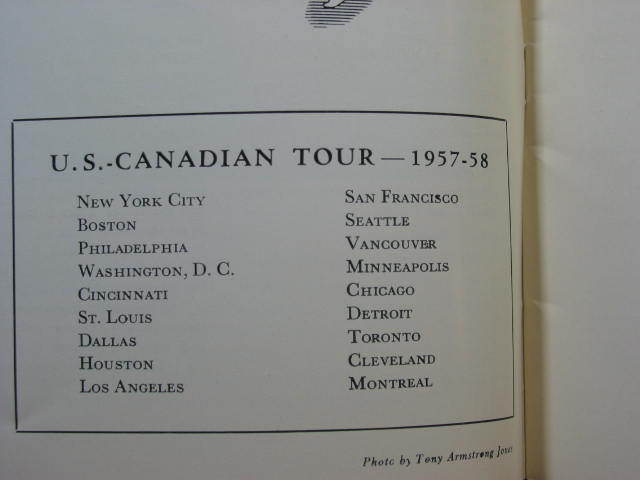 U.S.-CANADIAN TOUR — 1957-58
NEW YORK CITY
BOSTON
PHILADELPHIA
WASHINGTON, D. C.
CINCINNATI
ST. LOUIS
DALLAS
HOUSTON
LOS ANGELES
SAN FRANCISCO
SEATTLE
VANCOUVER
MINNEAPOLIS
CHICAGO
DETROIT
TORONTO
CLEVELAND
MONTREAL
Photo by Tony Armstrong Jones